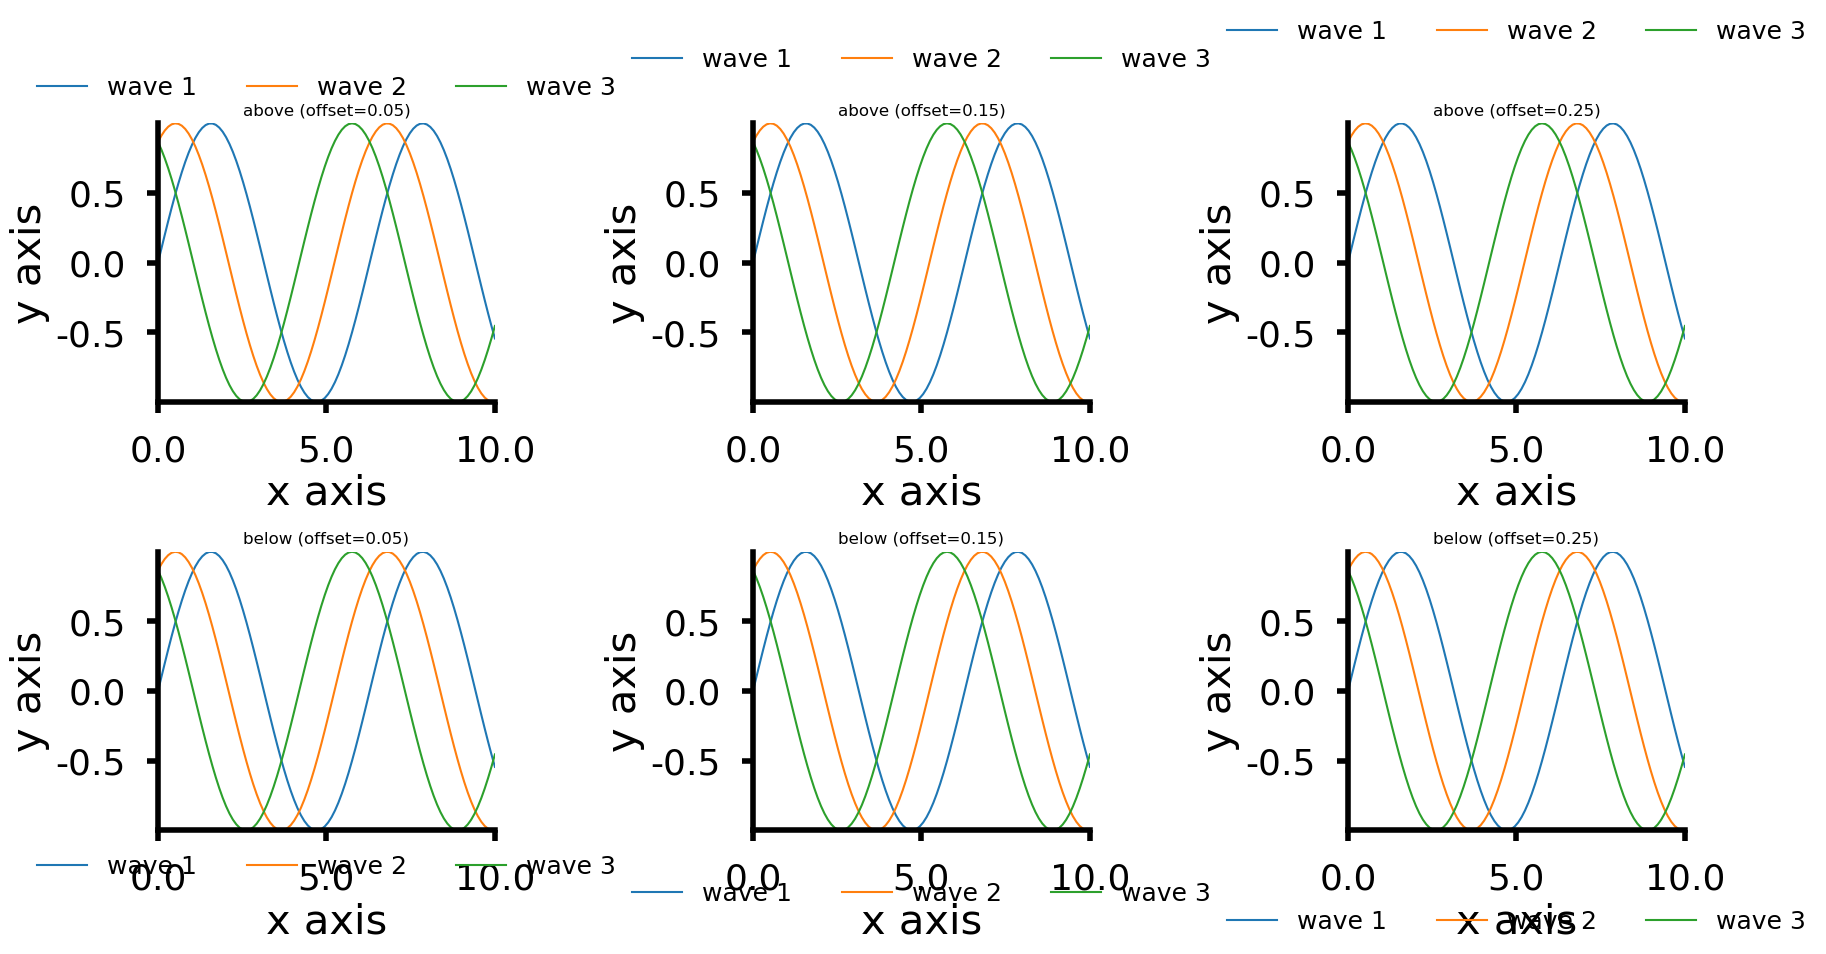 wave 1 wave 2 wave 3
wave 1 wave 2 wave 3
wave 1 wave 2 wave 3
above (offset=0.05) above (offset=0.15) above (offset=0.25)
0.5 0.5 0.5
y axis 0.0 y axis 0.0 y axis 0.0
-0.5 -0.5 -0.5
0.0 5.0 10.0 0.0 5.0 10.0 0.0 5.0 10.0
x axis x axis x axis
below (offset=0.05) below (offset=0.15) below (offset=0.25)
0.5 0.5 0.5
y axis 0.0 y axis 0.0 y axis 0.0
-0.5 -0.5 -0.5
wave 1 wave 2 wave 3
0.0 5.0 10.0 0.0 5.0 10.0 0.0 5.0 10.0
wave 1 wave 2 wave 3
x axis x axis x axis
wave 1 wave 2 wave 3